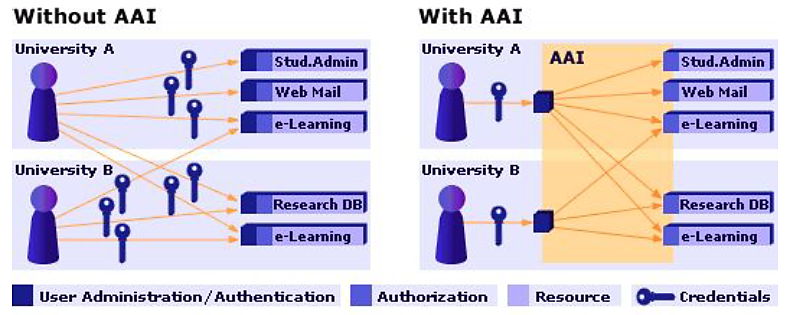 Without AAI
University A
Stud.Admin
Web Mail
e-Learning
University B
Research DB
e-Learning
With AAI
University A
AAI
Stud.Admin
Web Mail
e-Learning
University B
Research DB
e-Learning
User Administration/Authentication
Authorization
Resource
Credentials